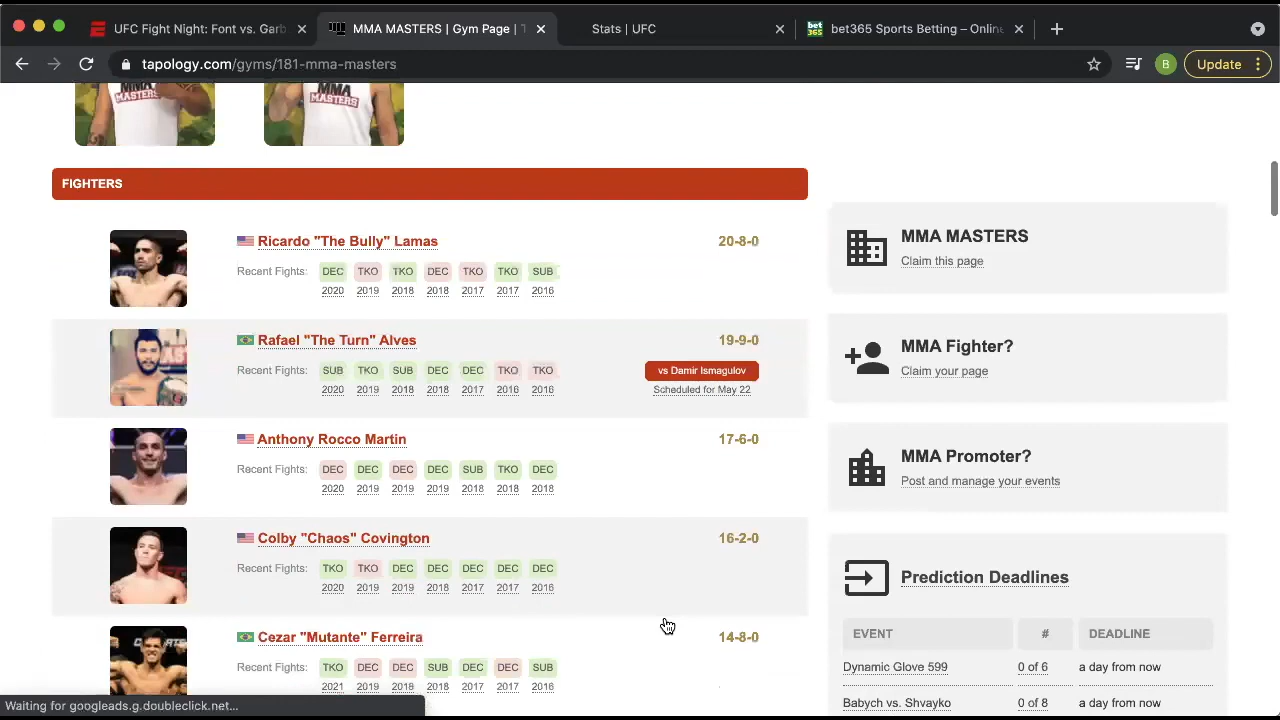 UFC Fight Night: Font vs. Garb
MMA MASTERS | Gym Page | T
Stats | UFC
bet365 Sports Betting – Online
tapology.com/gyms/181-mma-masters
B
Update
MMA
MASTERS
MMA
MASTERS
FIGHTERS
Ricardo "The Bully" Lamas
20-8-0
Recent Fights: DEC TKO TKO DEC TKO TKO SUB
2020 2019 2018 2018 2017 2017 2016
Rafael "The Turn" Alves
19-9-0
Recent Fights: SUB TKO SUB DEC DEC TKO TKO
2020 2019 2018 2018 2017 2016 2016
vs Damir Ismagulov
Scheduled for May 22
Anthony Rocco Martin
17-6-0
Recent Fights: DEC DEC DEC DEC SUB TKO DEC
2020 2019 2019 2019 2018 2018 2018
Colby "Chaos" Covington
16-2-0
Recent Fights: TKO TKO DEC DEC DEC DEC DEC
2020 2019 2019 2018 2017 2017 2016
Cezar "Mutante" Ferreira
14-8-0
Recent Fights: TKO DEC DEC SUB DEC DEC SUB
2021 2019 2019 2018 2017 2017 2016
MMA MASTERS
Claim this page
MMA Fighter?
Claim your page
MMA Promoter?
Post and manage your events
Prediction Deadlines
EVENT # DEADLINE
Dynamic Glove 599 0 of 6 a day from now
Babych vs. Shvayko 0 of 8 a day from now
Waiting for googleads.g.doubleclick.net...